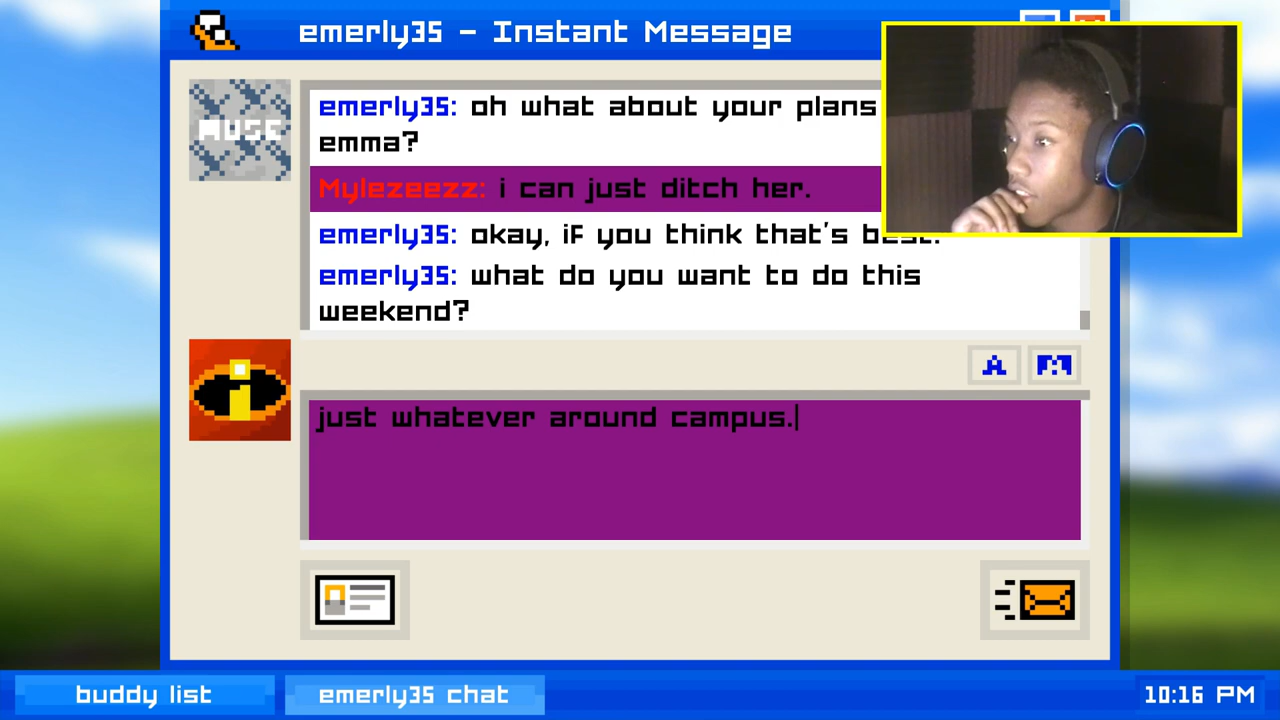 emerly35 - Instant Message
MUSE
emerly35: oh what about your plans
emma?
Mylezeezz: i can just ditch her.
emerly35: okay, if you think that's best.
emerly35: what do you want to do this
weekend?
A
just whatever around campus.
buddy list
emerly35 chat
10:16 PM